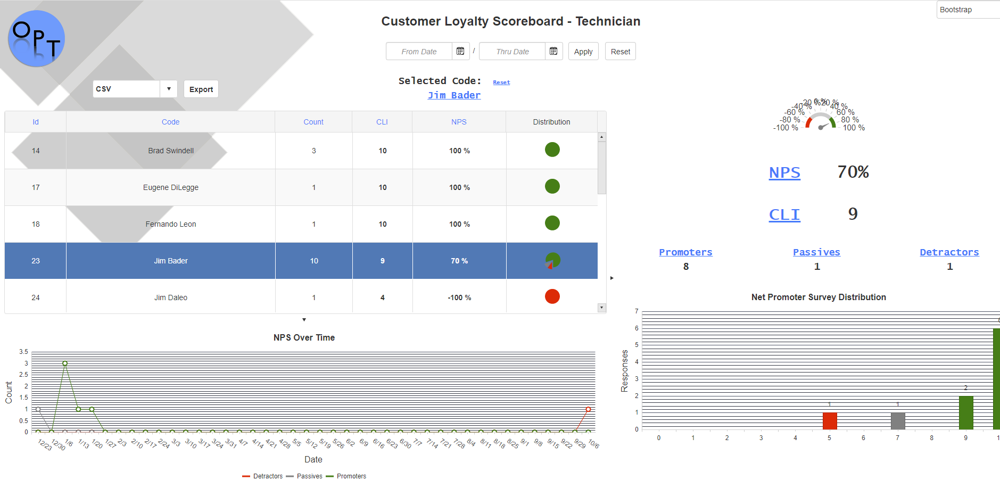 Bootstrap
OPT
Customer Loyalty Scoreboard - Technician
From Date / Thru Date Apply Reset
CSV Export
Selected Code: Reset
Jim Bader
Id Code Count CLI NPS Distribution
14 Brad Swindell 3 10 100 %
17 Eugene DiLegge 1 10 100 %
18 Fernando Leon 1 10 100 %
23 Jim Bader 10 9 70 %
24 Jim Daleo 1 4 -100 %
-100 % -80 % -60 % -40 % -20 % 0 % 20 % 40 % 60 % 80 % 100 %
NPS 70%
CLI 9
Promoters Passives Detractors
8 1 1
NPS Over Time
3.5
3
2.5
2
1.5
1
0.5
0
Count
12/23 12/30 1/6 1/13 1/20 1/27 2/3 2/10 2/17 2/24 3/3 3/10 3/17 3/24 3/31 4/7 4/14 4/21 4/28 5/5 5/12 5/19 5/26 6/2 6/9 6/16 6/23 6/30 7/7 7/14 7/21 7/28 8/4 8/11 8/18 8/25 9/1 9/8 9/15 9/22 9/29 10/6
Date
Detractors Passives Promoters
Net Promoter Survey Distribution
7
6
5
4
3
2
1
0
Responses
1 1 2
0 1 2 3 4 5 6 7 8 9